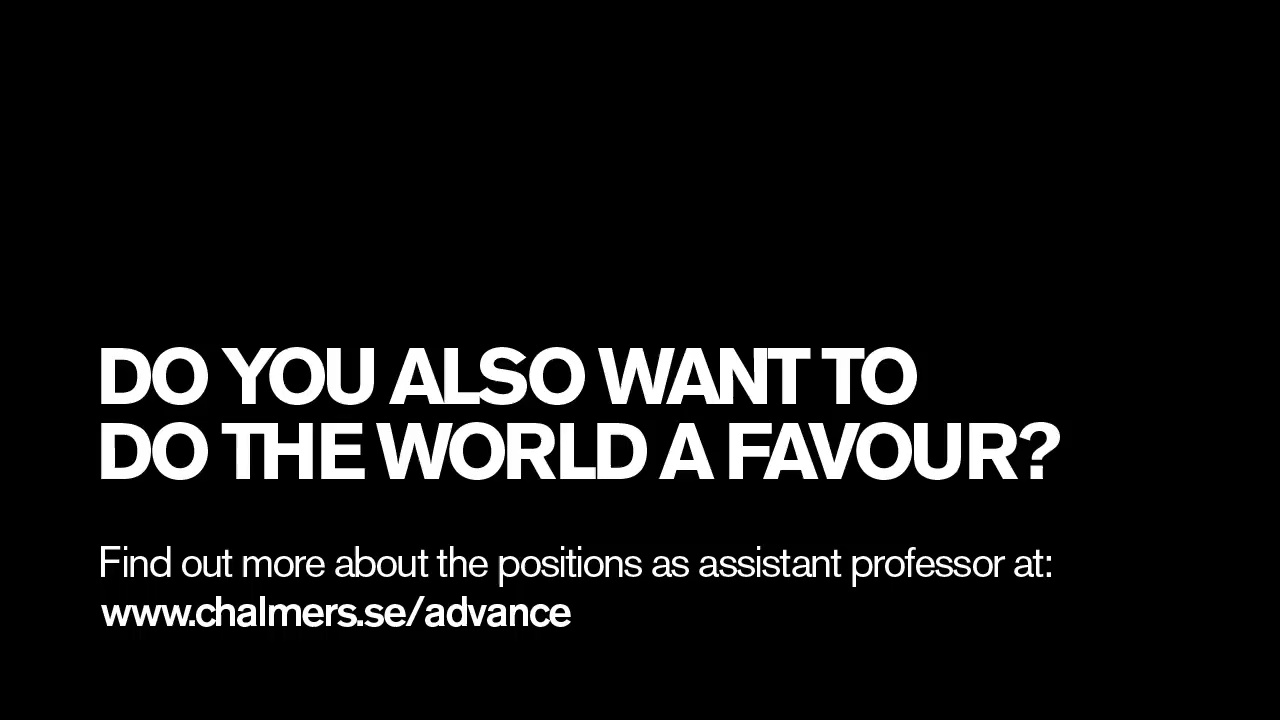 DO YOU ALSO WANT TO
DO THE WORLD A FAVOUR?
Find out more about the positions as assistant professor at:
www.chalmers.se/advance